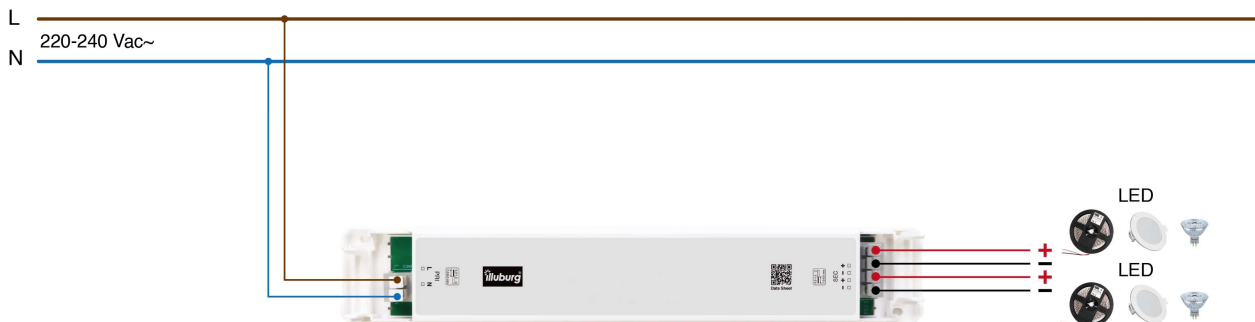 L
220-240 Vac~
N
LED
+
−
+
−
LED
L
N
PRI
illuburg
Data Sheet
SEC
+
−
+
−